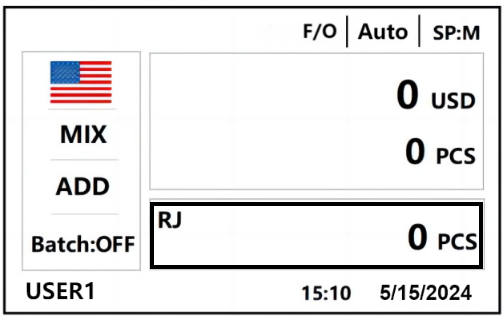 F/O | Auto | SP:M
0 USD
MIX
0 PCS
ADD
RJ
0 PCS
Batch:OFF
USER1 15:10 5/15/2024